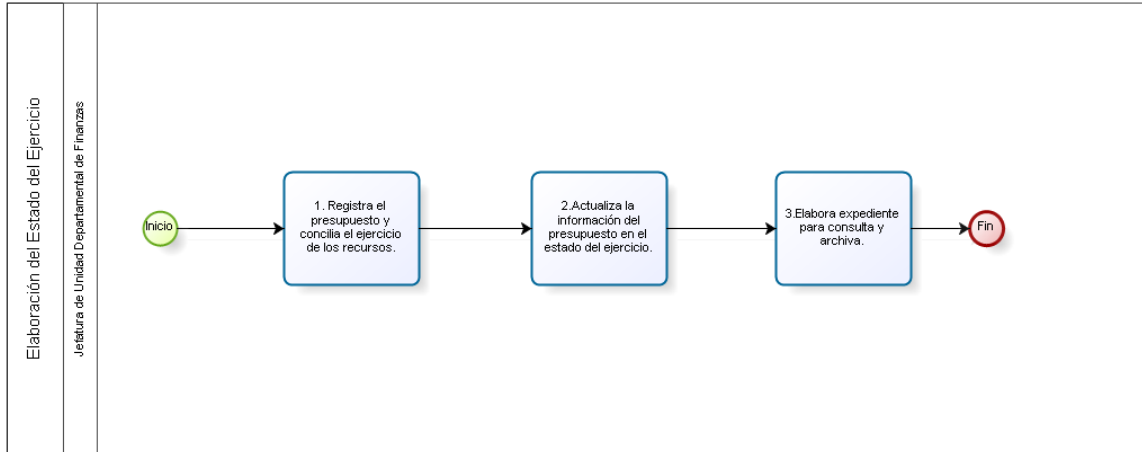 Elaboración del Estado del Ejercicio
Jefatura de Unidad Departamental de Finanzas
Inicio
1. Registra el
presupuesto y
concilia el ejercicio
de los recursos.
2.Actualiza la
información del
presupuesto en el
estado del ejercicio.
3.Elabora expediente
para consulta y
archiva.
Fin